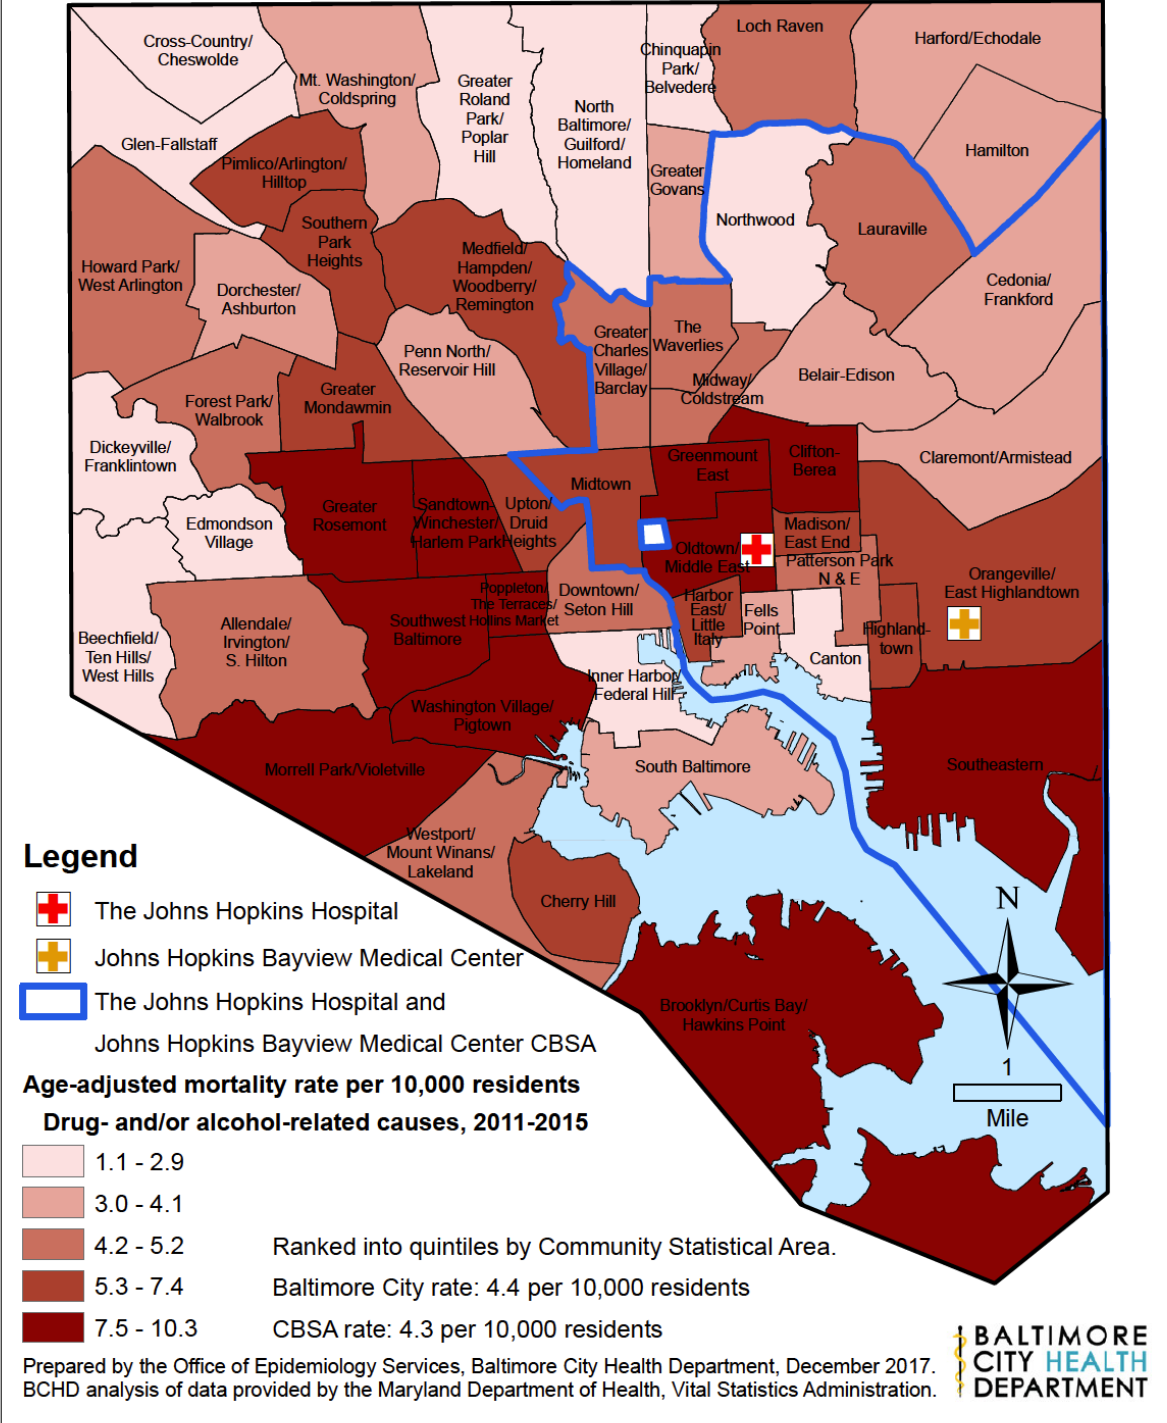 Cross-Country/
Cheswolde
Mt. Washington/
Coldspring
Greater
Roland
Park/
Poplar
Hill
North
Baltimore/
Guilford/
Homeland
Chinquapin
Park/
Belvedere
Loch Raven
Harford/Echodale
Glen-Fallstaff
Pimlico/Arlington/
Hilltop
Greater
Govans
Hamilton
Northwood
Lauraville
Southern
Park
Heights
Howard Park/
West Arlington
Dorchester/
Ashburton
Medfield/
Hampden/
Woodberry/
Remington
Cedonia/
Frankford
Greater
Charles
Village/
Barclay
The
Waverlies
Penn North/
Reservoir Hill
Midway/
Coldstream
Belair-Edison
Forest Park/
Walbrook
Greater
Mondawmin
Dickeyville/
Franklintown
Greenmount
East
Clifton-
Berea
Claremont/Armistead
Midtown
Edmondson
Village
Greater
Rosemont
Sandtown-
Winchester/
Harlem Park
Upton/
Druid
Heights
Oldtown/
Middle East
Madison/
East End
Patterson Park
N & E
Orangeville/
East Highlandtown
Poppleton/
The Terraces/
Hollins Market
Downtown/
Seton Hill
Harbor
East/
Little
Italy
Fells
Point
Highland-
town
Canton
Beechfield/
Ten Hills/
West Hills
Allendale/
Irvington/
S. Hilton
Southwest
Baltimore
Inner Harbor/
Federal Hill
Washington Village/
Pigtown
Morrell Park/Violetville
South Baltimore
Southeastern
Westport/
Mount Winans/
Lakeland
Cherry Hill
Brooklyn/Curtis Bay/
Hawkins Point
N
1
Mile
Legend
The Johns Hopkins Hospital
Johns Hopkins Bayview Medical Center
The Johns Hopkins Hospital and
Johns Hopkins Bayview Medical Center CBSA
Age-adjusted mortality rate per 10,000 residents
Drug- and/or alcohol-related causes, 2011-2015
1.1 - 2.9
3.0 - 4.1
4.2 - 5.2 Ranked into quintiles by Community Statistical Area.
5.3 - 7.4 Baltimore City rate: 4.4 per 10,000 residents
7.5 - 10.3 CBSA rate: 4.3 per 10,000 residents
Prepared by the Office of Epidemiology Services, Baltimore City Health Department, December 2017.
BCHD analysis of data provided by the Maryland Department of Health, Vital Statistics Administration.
BALTIMORE
CITY HEALTH
DEPARTMENT